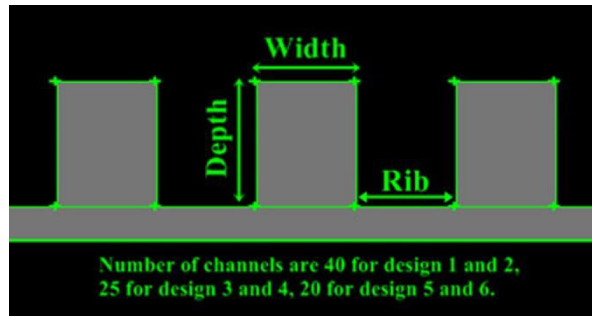 Width
Depth
Rib
Number of channels are 40 for design 1 and 2,
25 for design 3 and 4, 20 for design 5 and 6.